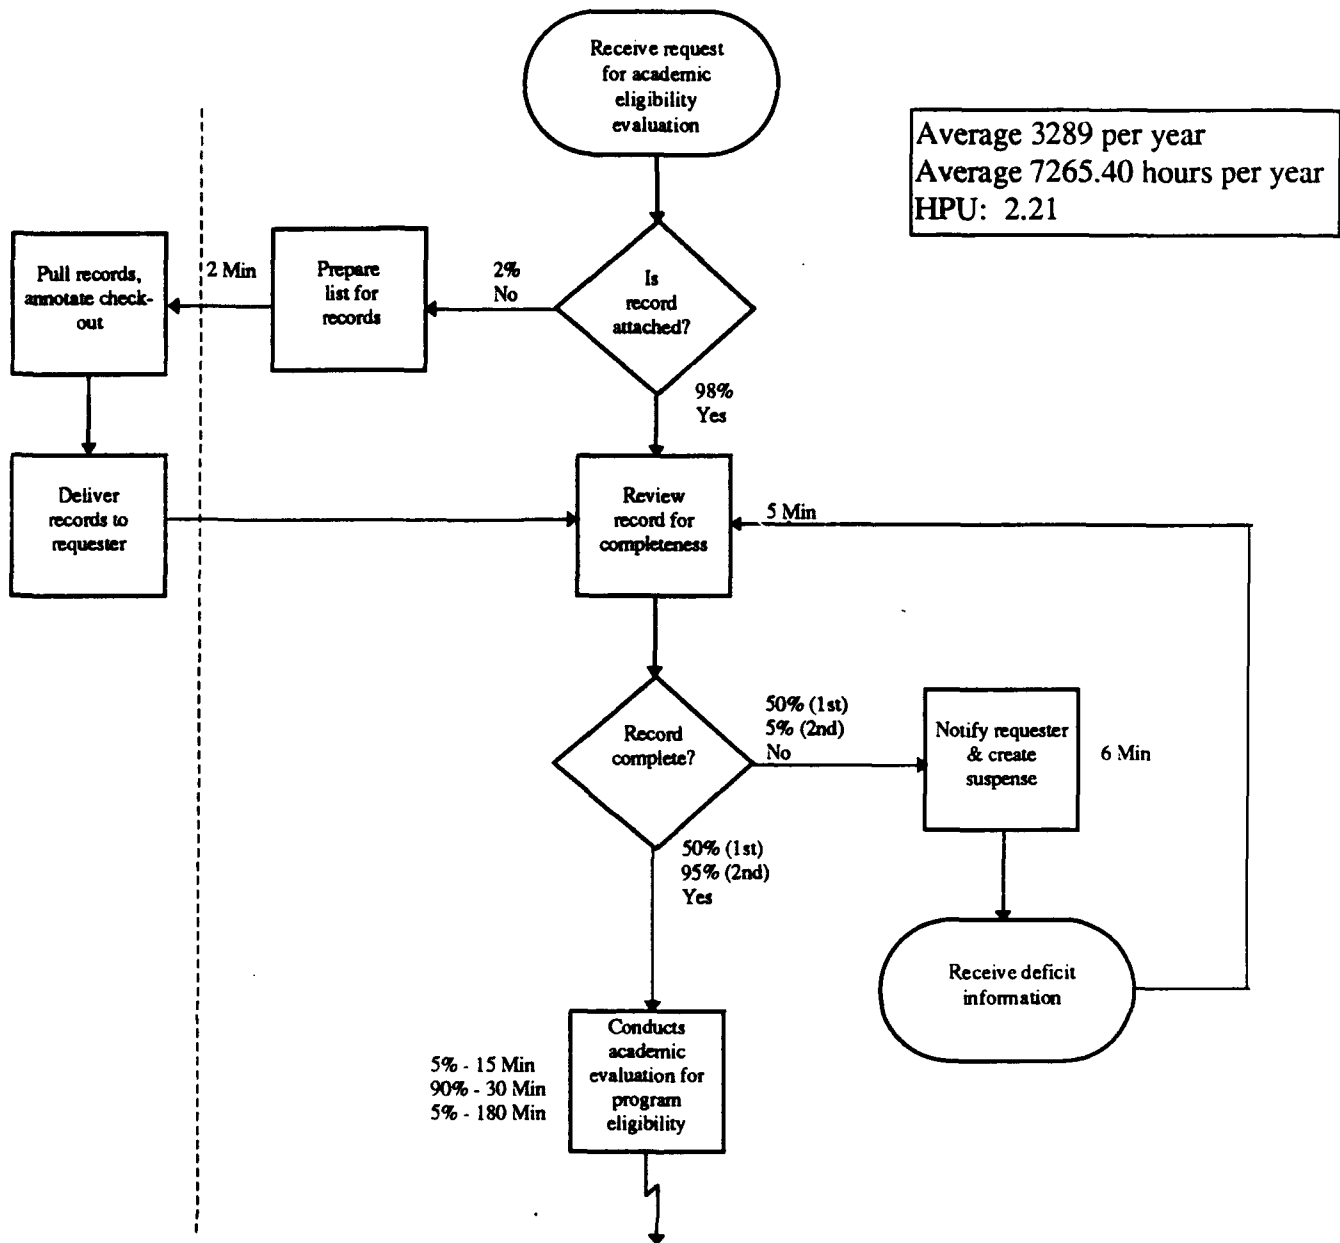 Receive request
for academic
eligibility
evaluation
Average 3289 per year
Average 7265.40 hours per year
HPU: 2.21
Pull records,
annotate check-
out
2 Min
Prepare
list for
records
2%
No
Is
record
attached?
98%
Yes
Deliver
records to
requester
Review
record for
completeness
5 Min
Record
complete?
50% (1st)
5% (2nd)
No
Notify requester
& create
suspense
6 Min
50% (1st)
95% (2nd)
Yes
Receive deficit
information
5% - 15 Min
90% - 30 Min
5% - 180 Min
Conducts
academic
evaluation for
program
eligibility